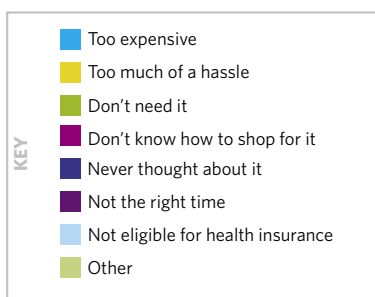 KEY
Too expensive
Too much of a hassle
Don't need it
Don't know how to shop for it
Never thought about it
Not the right time
Not eligible for health insurance
Other